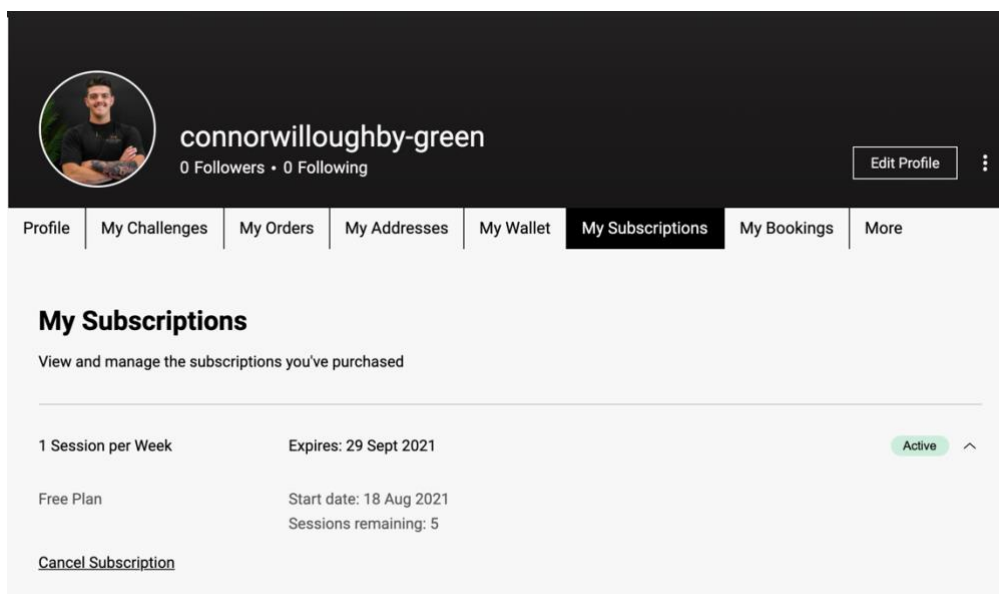 connorwilloughby-green
0 Followers • 0 Following
Edit Profile
Profile
My Challenges
My Orders
My Addresses
My Wallet
My Subscriptions
My Bookings
More
My Subscriptions
View and manage the subscriptions you've purchased
1 Session per Week
Expires: 29 Sept 2021
Active
Free Plan
Start date: 18 Aug 2021
Sessions remaining: 5
Cancel Subscription